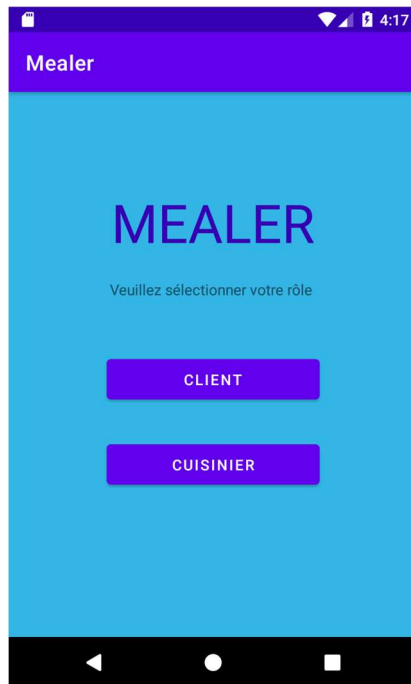 4:17
Mealer
MEALER
Veuillez sélectionner votre rôle
CLIENT
CUISINIER